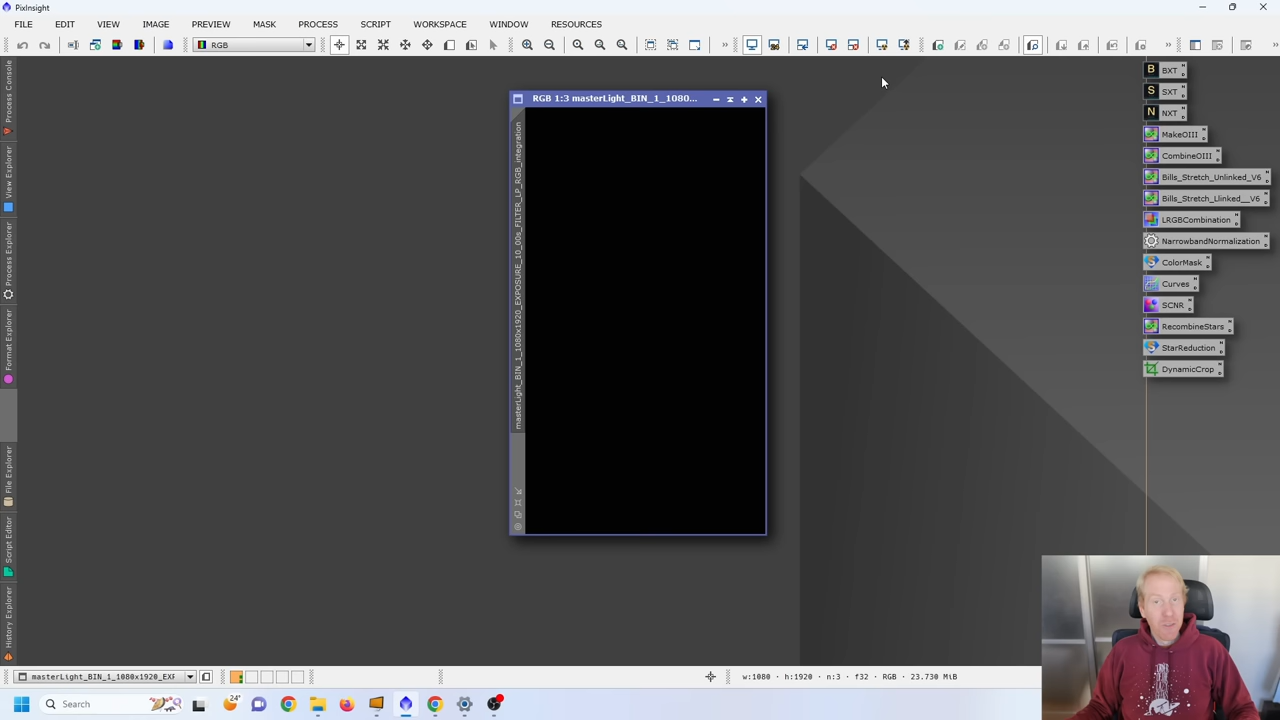 PixInsight
FILE EDIT VIEW IMAGE PREVIEW MASK PROCESS SCRIPT WORKSPACE WINDOW RESOURCES
RGB
Process Console
View Explorer
Process Explorer
Format Explorer
File Explorer
Script Editor
History Explorer
RGB 1:3 masterLight_BIN_1_1080...
masterLight_BIN_1_1080x1920_EXPOSURE_10_00s_FILTER_LP_RGB_integration
B BXT
S SXT
N NXT
MakeOIII
CombineOIII
Bills_Stretch_Unlinked_V6
Bills_Stretch_Llinked__V6
LRGBCombination
NarrowbandNormalization
ColorMask
Curves
SCNR
RecombineStars
StarReduction
DynamicCrop
masterLight_BIN_1_1080x1920_EXF
w:1080 · h:1920 · n:3 · f32 · RGB · 23.730 MiB
Search
24°